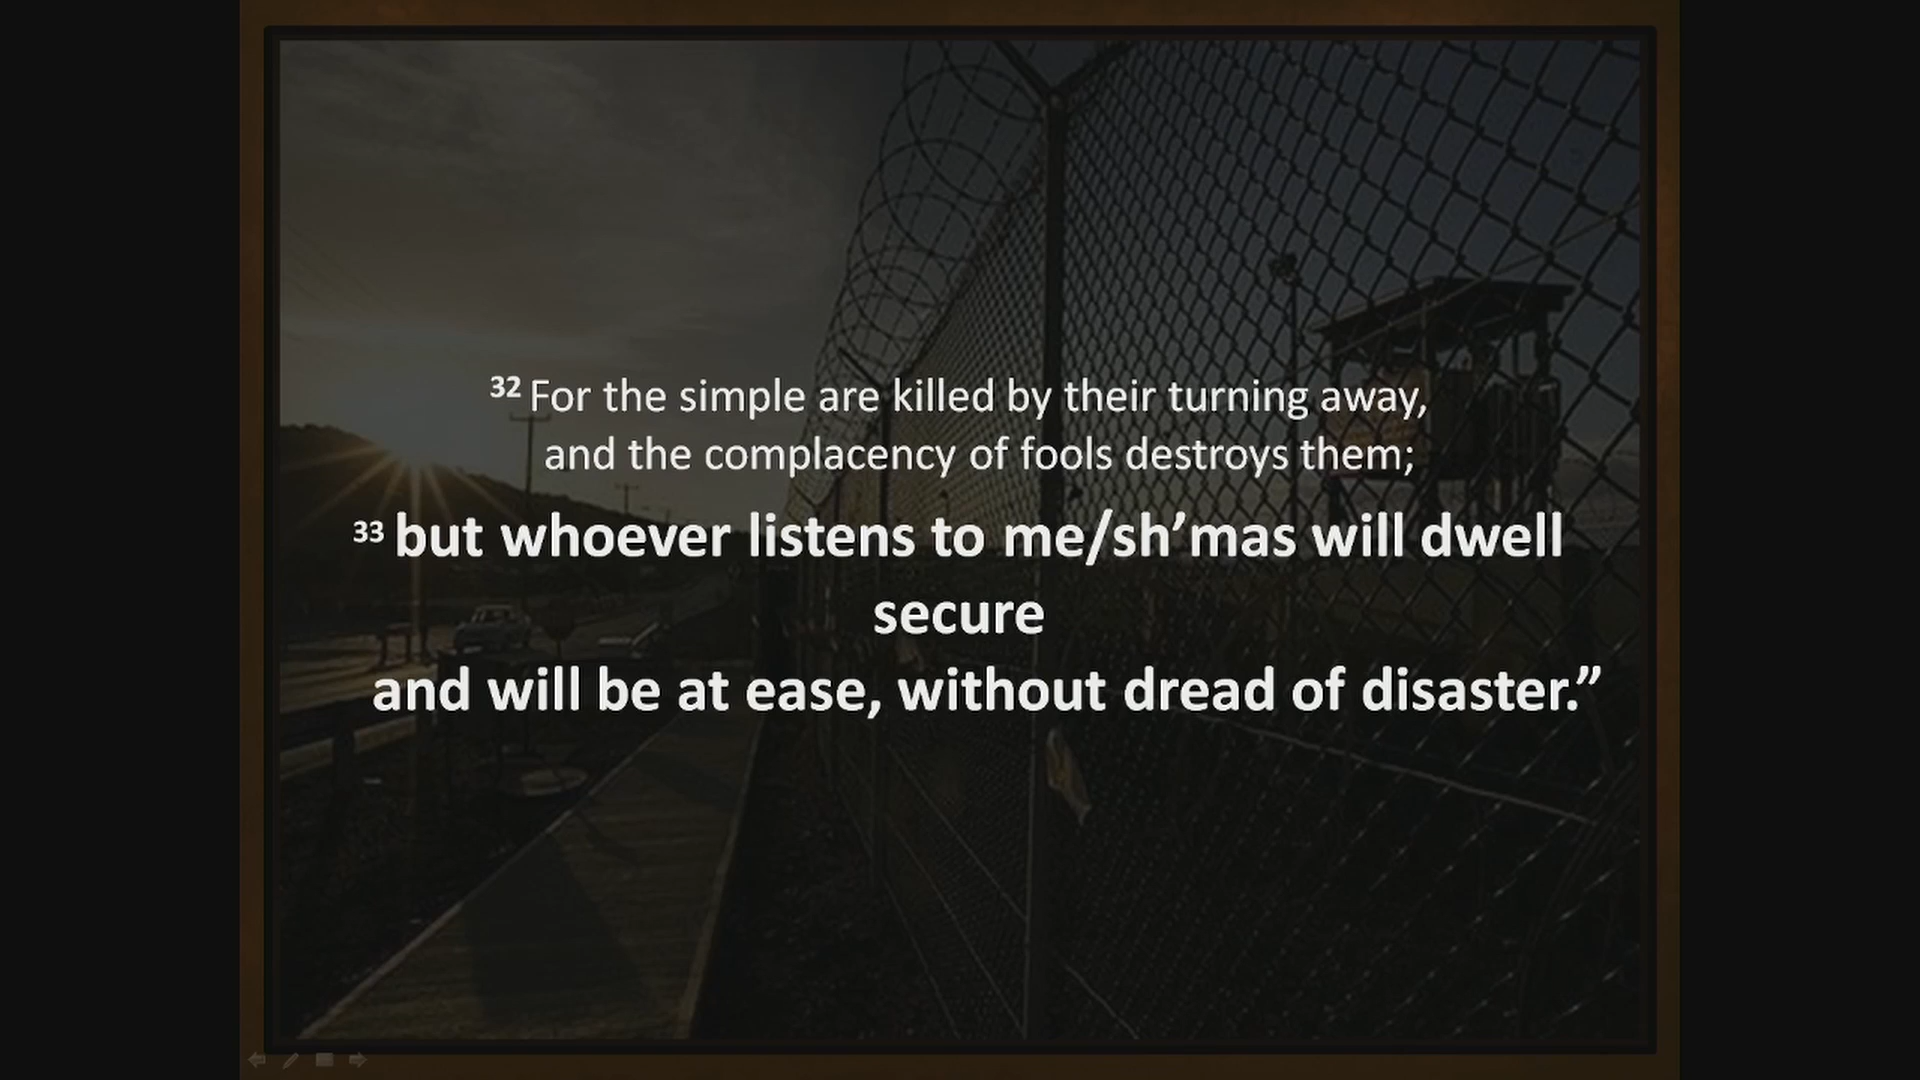 32 For the simple are killed by their turning away,
and the complacency of fools destroys them;
33 but whoever listens to me/sh’mas will dwell
secure
and will be at ease, without dread of disaster.”